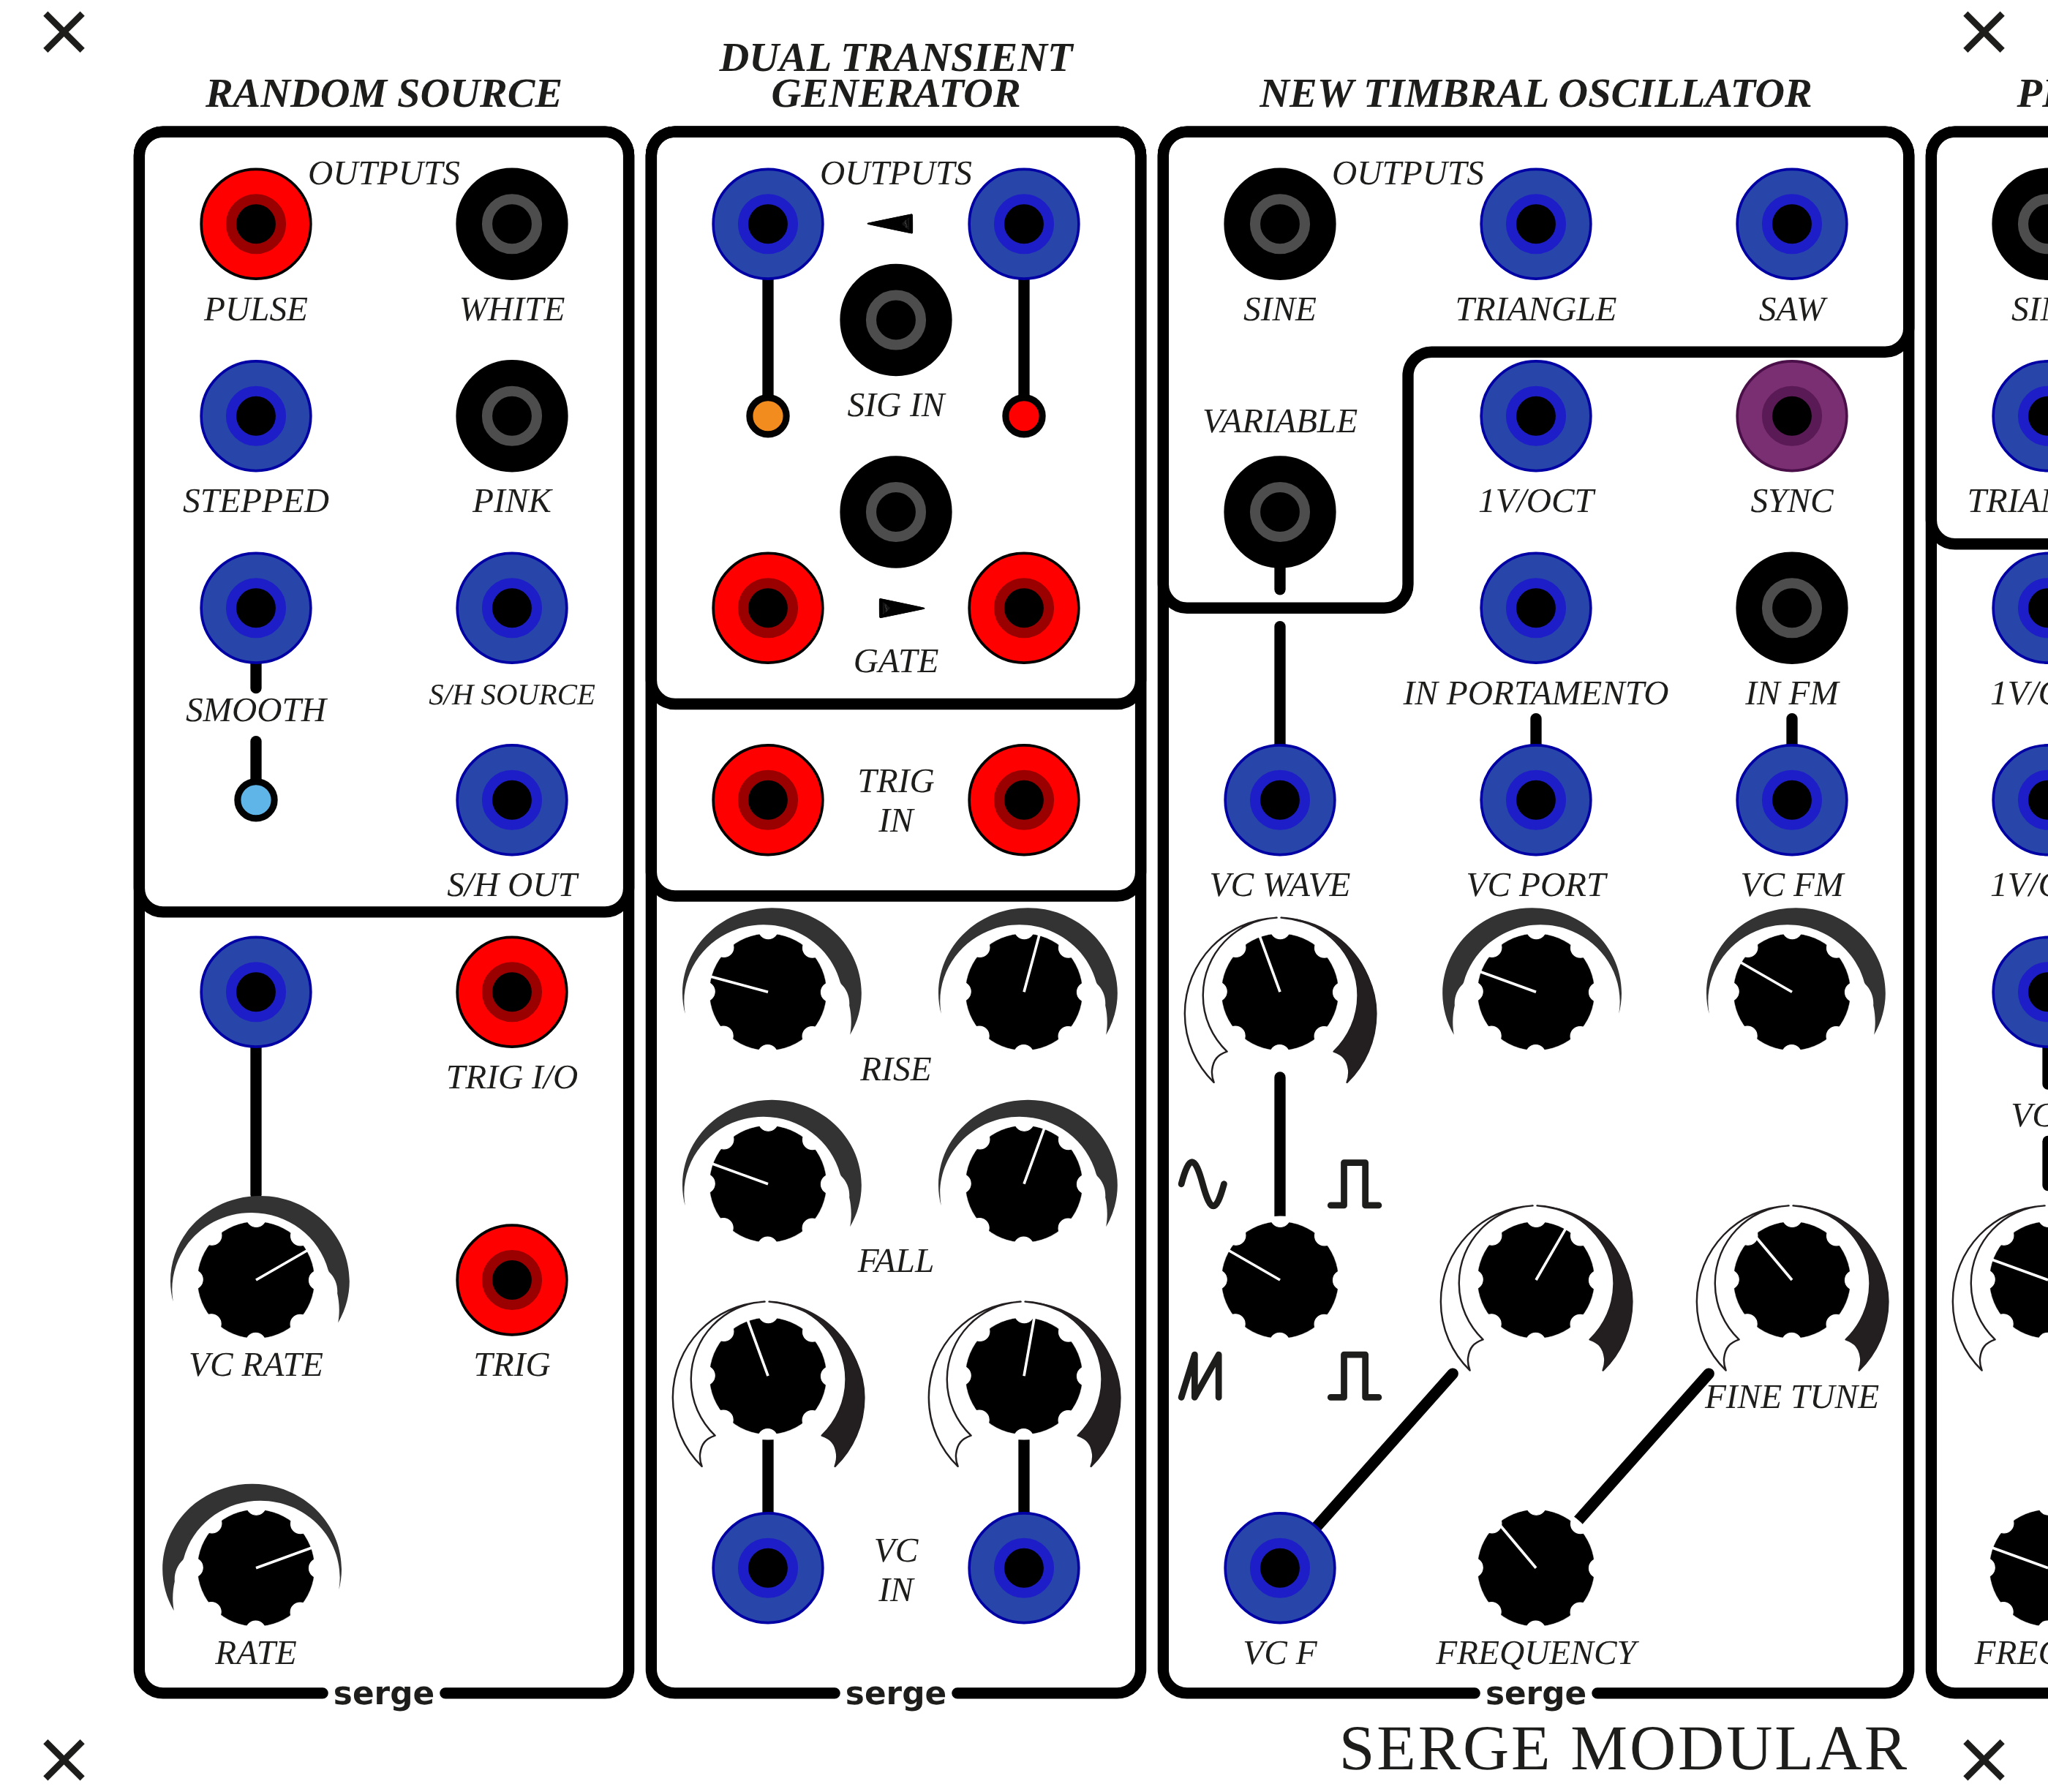 RANDOM SOURCE
OUTPUTS
PULSE
WHITE
STEPPED
PINK
SMOOTH
S/H SOURCE
S/H OUT
TRIG I/O
VC RATE
TRIG
RATE
serge
DUAL TRANSIENT
GENERATOR
OUTPUTS
SIG IN
GATE
TRIG
IN
RISE
FALL
VC
IN
serge
NEW TIMBRAL OSCILLATOR
OUTPUTS
SINE
TRIANGLE
SAW
VARIABLE
1V/OCT
SYNC
IN PORTAMENTO
IN FM
VC WAVE
VC PORT
VC FM
FINE TUNE
VC F
FREQUENCY
serge
SERGE MODULAR